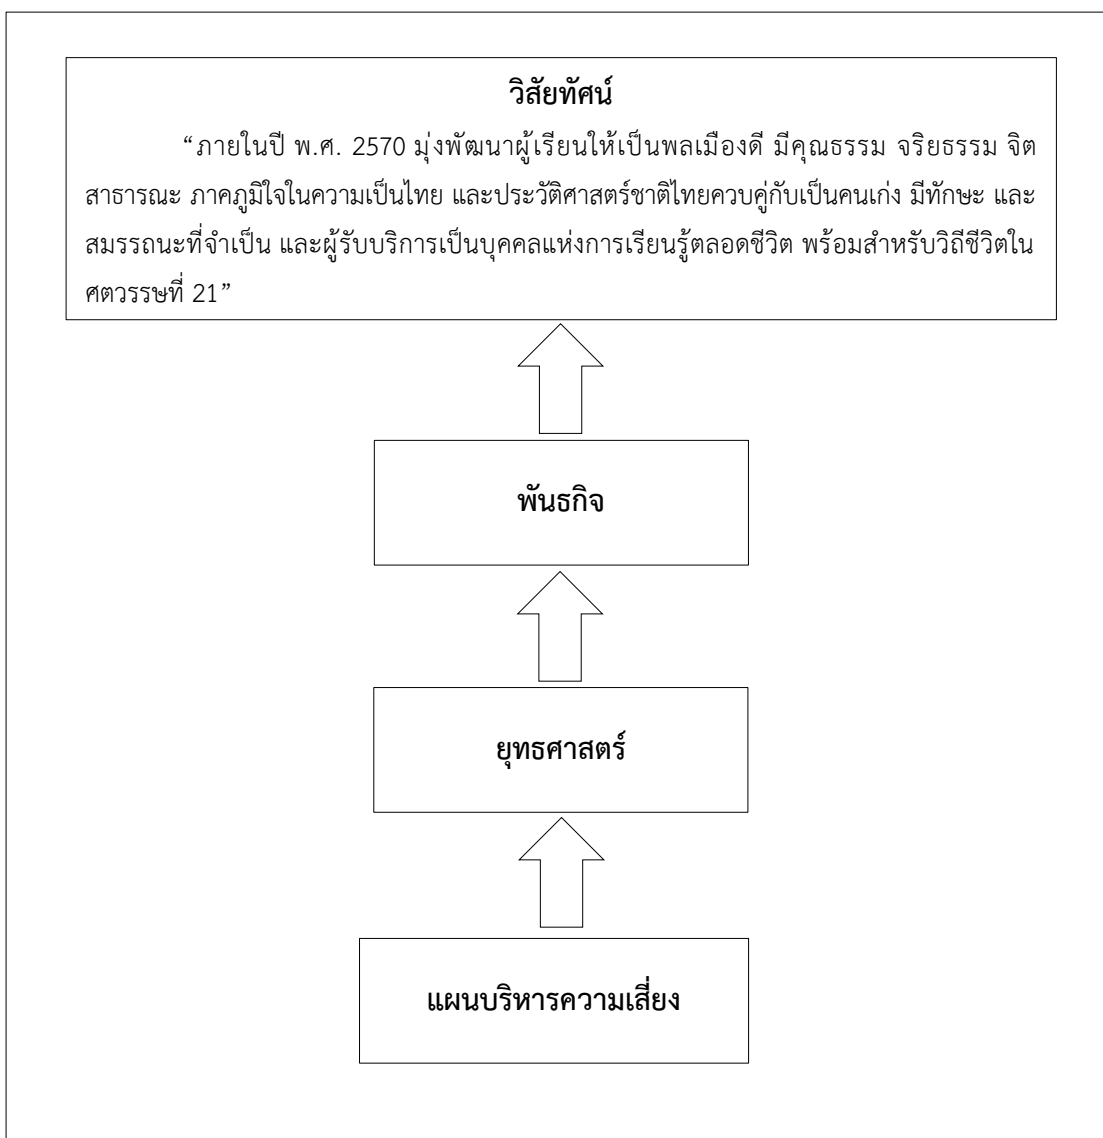 วิสัยทัศน์
“ภายในปี พ.ศ. 2570 มุ่งพัฒนาผู้เรียนให้เป็นพลเมืองดี มีคุณธรรม จริยธรรม จิต
สาธารณะ ภาคภูมิใจในความเป็นไทย และประวัติศาสตร์ชาติไทยควบคู่กับเป็นคนเก่ง มีทักษะ และ
สมรรถนะที่จำเป็น และผู้รับบริการเป็นบุคคลแห่งการเรียนรู้ตลอดชีวิต พร้อมสำหรับวิถีชีวิตใน
ศตวรรษที่ 21”
พันธกิจ
ยุทธศาสตร์
แผนบริหารความเสี่ยง